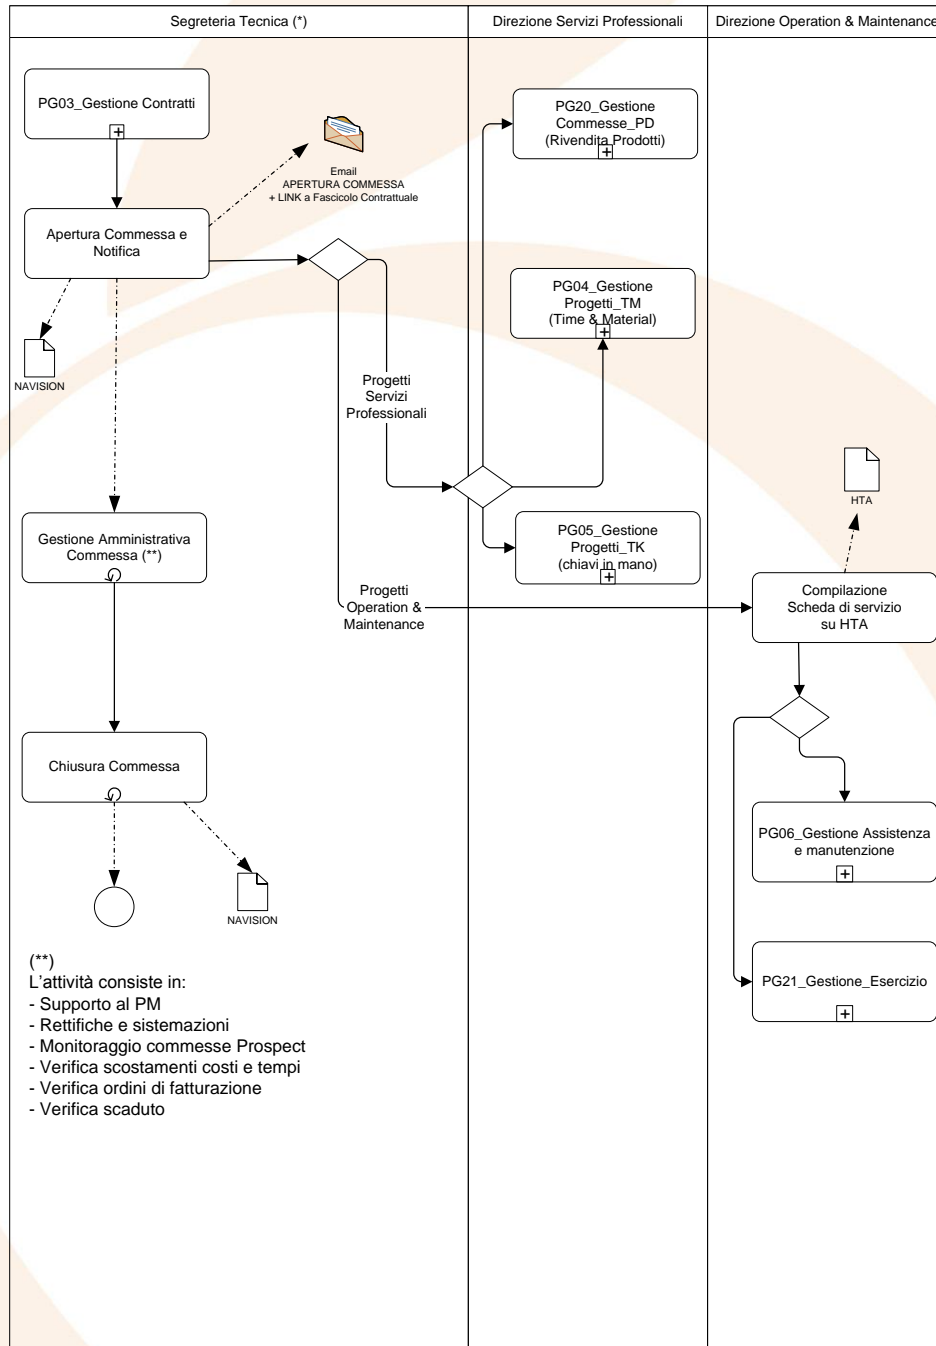 Segreteria Tecnica (*)
Direzione Servizi Professionali
Direzione Operation & Maintenance
PG03_Gestione Contratti
Email
APERTURA COMMESSA
+ LINK a Fascicolo Contrattuale
PG20_Gestione
Commesse_PD
(Rivendita Prodotti)
Apertura Commessa e
Notifica
PG04_Gestione
Progetti_TM
(Time & Material)
NAVISION
Progetti
Servizi
Professionali
HTA
Gestione Amministrativa
Commessa (**)
PG05_Gestione
Progetti_TK
(chiavi in mano)
Progetti
Operation &
Maintenance
Compilazione
Scheda di servizio
su HTA
Chiusura Commessa
PG06_Gestione Assistenza
e manutenzione
NAVISION
PG21_Gestione_Esercizio
(**)
L'attività consiste in:
- Supporto al PM
- Rettifiche e sistemazioni
- Monitoraggio commesse Prospect
- Verifica scostamenti costi e tempi
- Verifica ordini di fatturazione
- Verifica scaduto